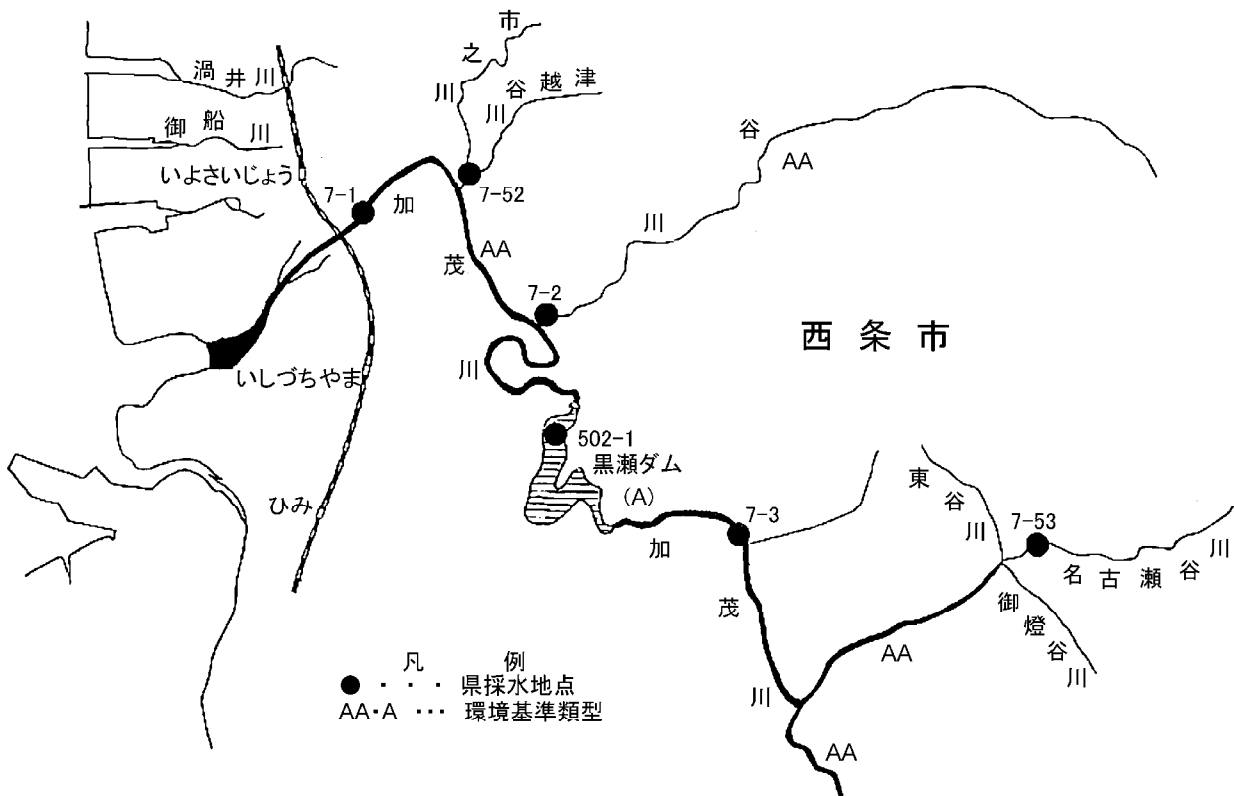 渦井川
御船川
いよさいじょう
市之川
津越谷川
7-1
7-52
加茂川
AA
7-2
谷川
AA
西条市
いしづちやま
ひみ
502-1
黒瀬ダム
(A)
7-3
加茂川
東谷川
7-53
名古瀬谷川
御燈谷川
AA
AA
凡例
●・・・県採水地点
AA・A・・・環境基準類型